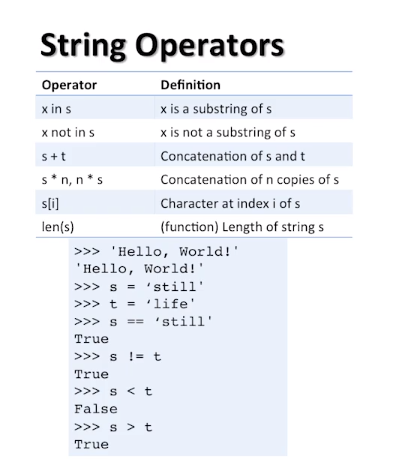 String Operators
Operator Definition
x in s x is a substring of s
x not in s x is not a substring of s
s + t Concatenation of s and t
s * n, n * s Concatenation of n copies of s
s[i] Character at index i of s
len(s) (function) Length of string s
>>> 'Hello, World!'
'Hello, World!'
>>> s = ‘still'
>>> t = ‘life'
>>> s == ‘still'
True
>>> s != t
True
>>> s < t
False
>>> s > t
True